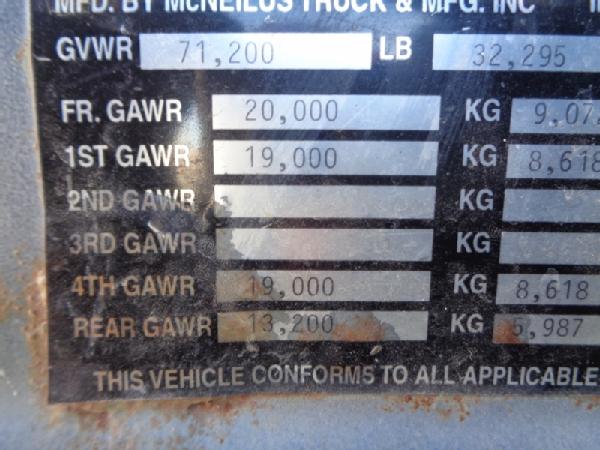 MFD. BY McNEILUS TRUCK & MFG. INC
GVWR 71,200 LB 32,295
FR. GAWR 20,000 KG 9,072
1ST GAWR 19,000 KG 8,618
2ND GAWR KG
3RD GAWR KG
4TH GAWR 19,000 KG 8,618
REAR GAWR 13,200 KG 5,987
THIS VEHICLE CONFORMS TO ALL APPLICABLE